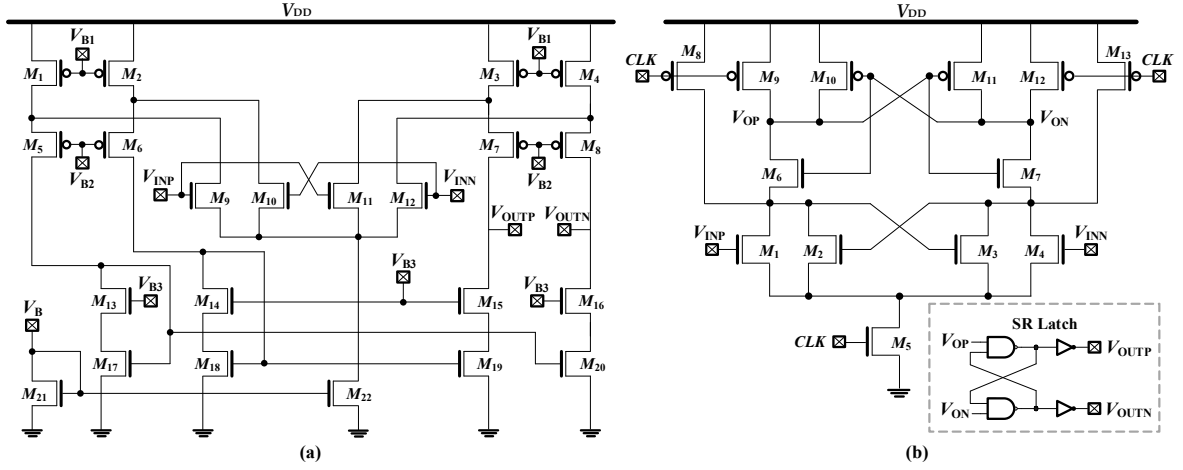 VDD VDD
VB1 VB1
M1 M2 M3 M4
M5 M6 M7 M8
VB2 VB2
VINP VINN
M9 M10 M11 M12
VOUTP VOUTN
VB3 VB3 VB3
M13 M14 M15 M16
VB
M17 M18 M19 M20
M21 M22
(a)
M8 M13
CLK M9 M10 M11 M12 CLK
VOP VON
M6 M7
VINP VINN
M1 M2 M3 M4
CLK M5
SR Latch
VOP VOUTP
VON VOUTN
(b)